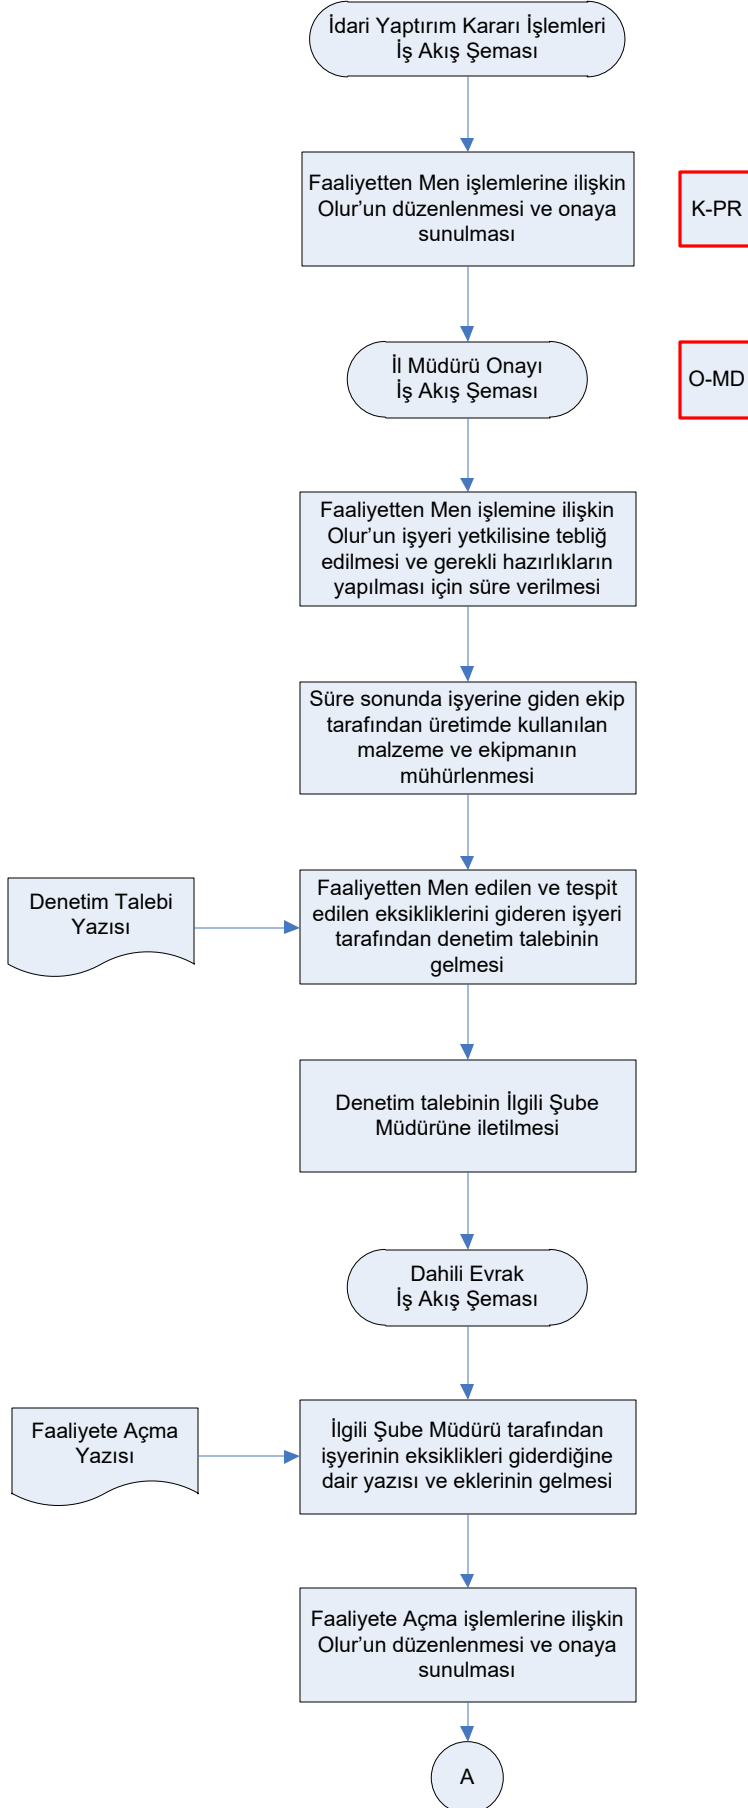 İdari Yaptırım Kararı İşlemleri
İş Akış Şeması
Faaliyetten Men işlemlerine ilişkin
Olur’un düzenlenmesi ve onaya
sunulması
K-PR
İl Müdürü Onayı
İş Akış Şeması
O-MD
Faaliyetten Men işlemine ilişkin
Olur’un işyeri yetkilisine tebliğ
edilmesi ve gerekli hazırlıkların
yapılması için süre verilmesi
Süre sonunda işyerine giden ekip
tarafından üretimde kullanılan
malzeme ve ekipmanın
mühürlenmesi
Denetim Talebi
Yazısı
Faaliyetten Men edilen ve tespit
edilen eksikliklerini gideren işyeri
tarafından denetim talebinin
gelmesi
Denetim talebinin İlgili Şube
Müdürüne iletilmesi
Dahili Evrak
İş Akış Şeması
Faaliyete Açma
Yazısı
İlgili Şube Müdürü tarafından
işyerinin eksiklikleri giderdiğine
dair yazısı ve eklerinin gelmesi
Faaliyete Açma işlemlerine ilişkin
Olur’un düzenlenmesi ve onaya
sunulması
A